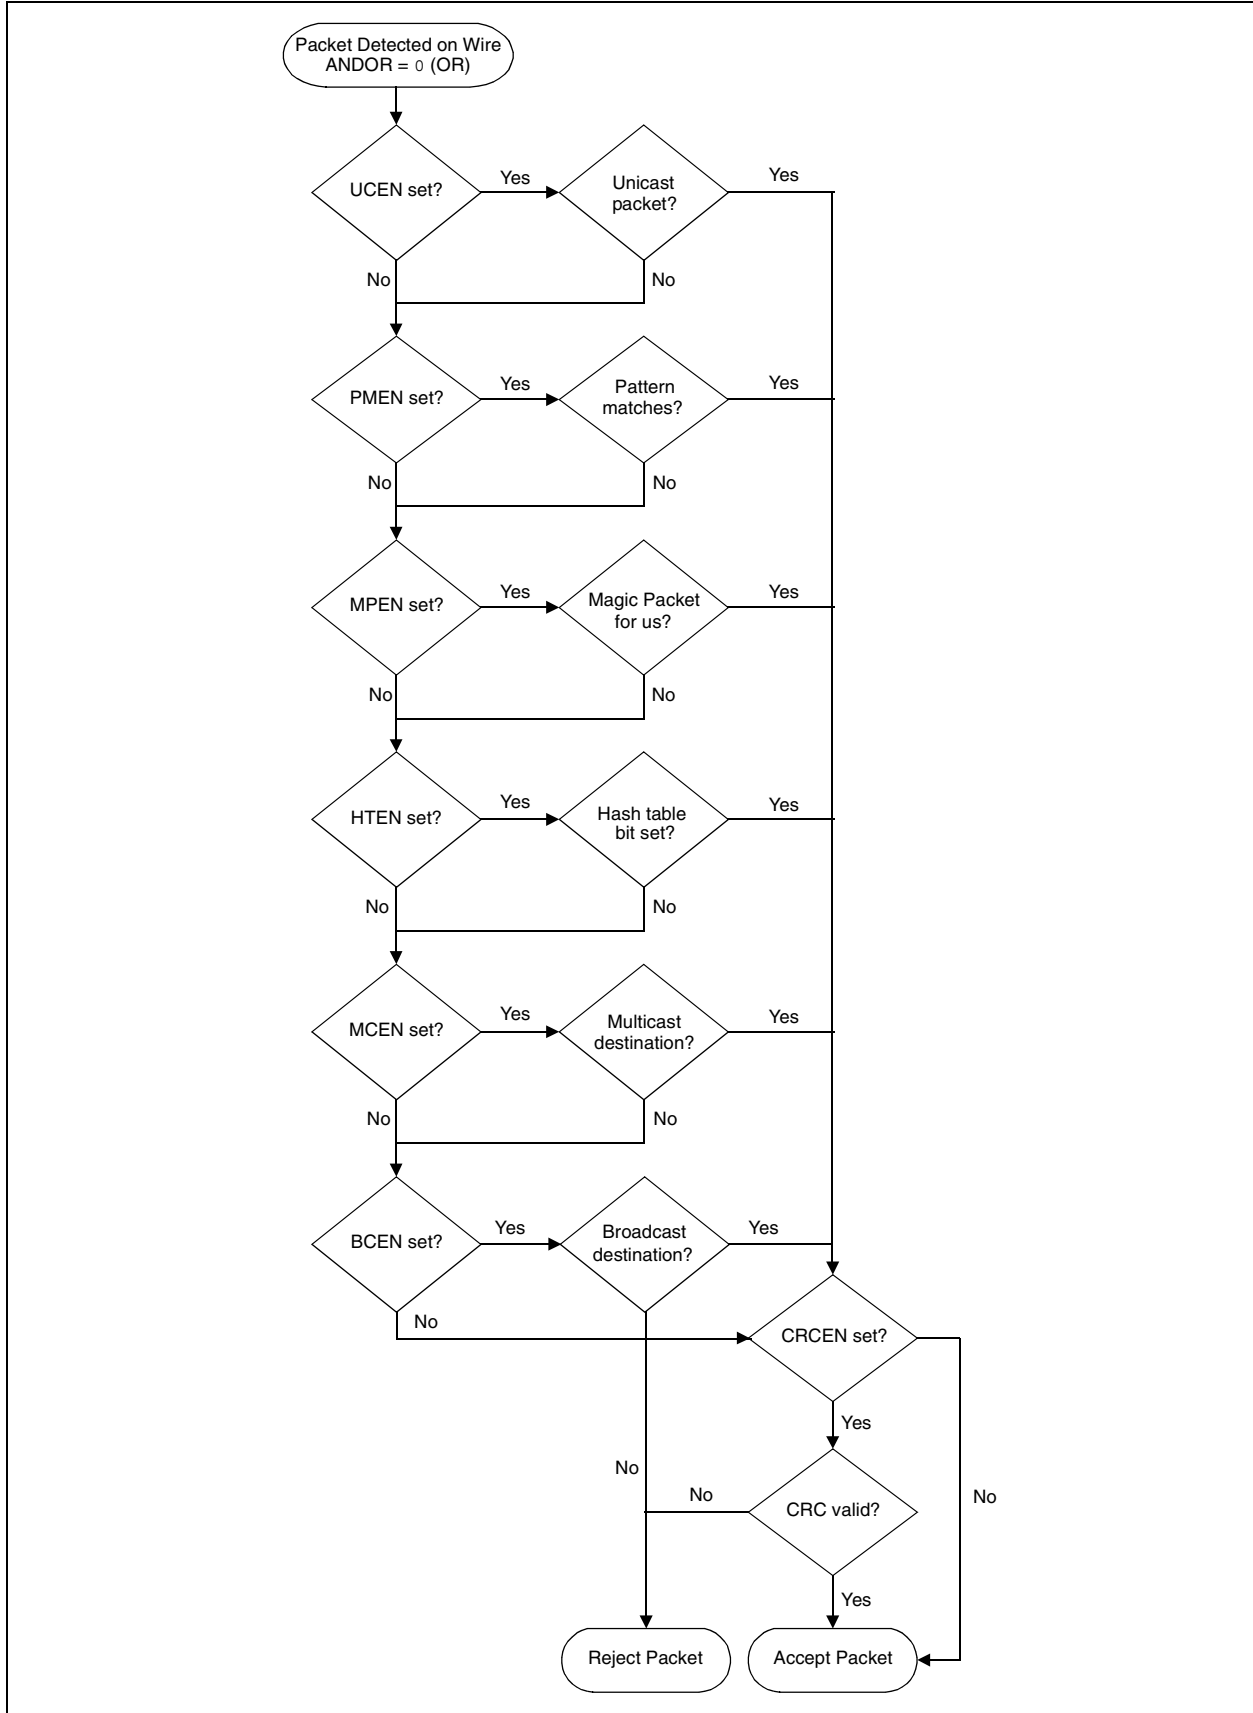 Packet Detected on Wire
ANDOR = 0 (OR)
UCEN set?
Yes
Unicast
packet?
Yes
No
No
PMEN set?
Yes
Pattern
matches?
Yes
No
No
MPEN set?
Yes
Magic Packet
for us?
Yes
No
No
HTEN set?
Yes
Hash table
bit set?
Yes
No
No
MCEN set?
Yes
Multicast
destination?
Yes
No
No
BCEN set?
Yes
Broadcast
destination?
Yes
No
CRCEN set?
Yes
No
No
CRC valid?
No
Yes
Reject Packet
Accept Packet